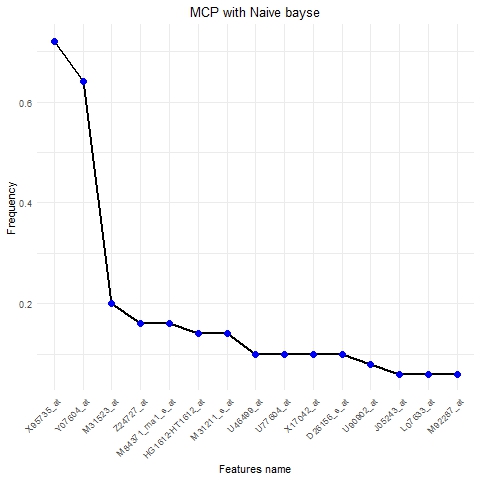 MCP with Naive bayse
Frequency
0.6
0.4
0.2
X95735_at
Y07604_at
M31523_at
Z24727_at
M84371_rna1_s_at
HG1612-HT1612_at
M31211_s_at
U46499_at
U77604_at
X17042_at
D26156_s_at
U90902_at
J05243_at
L07633_at
M92287_at
Features name